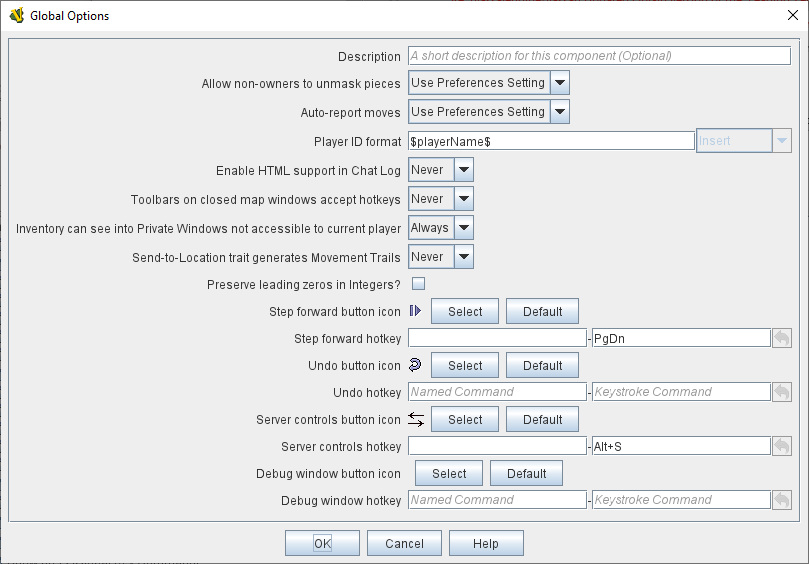 Global Options
Description A short description for this component (Optional)
Allow non-owners to unmask pieces Use Preferences Setting
Auto-report moves Use Preferences Setting
Player ID format $playerName$ Insert
Enable HTML support in Chat Log Never
Toolbars on closed map windows accept hotkeys Never
Inventory can see into Private Windows not accessible to current player Always
Send-to-Location trait generates Movement Trails Never
Preserve leading zeros in Integers?
Step forward button icon Select Default
Step forward hotkey - PgDn
Undo button icon Select Default
Undo hotkey Named Command - Keystroke Command
Server controls button icon Select Default
Server controls hotkey - Alt+S
Debug window button icon Select Default
Debug window hotkey Named Command - Keystroke Command
OK Cancel Help